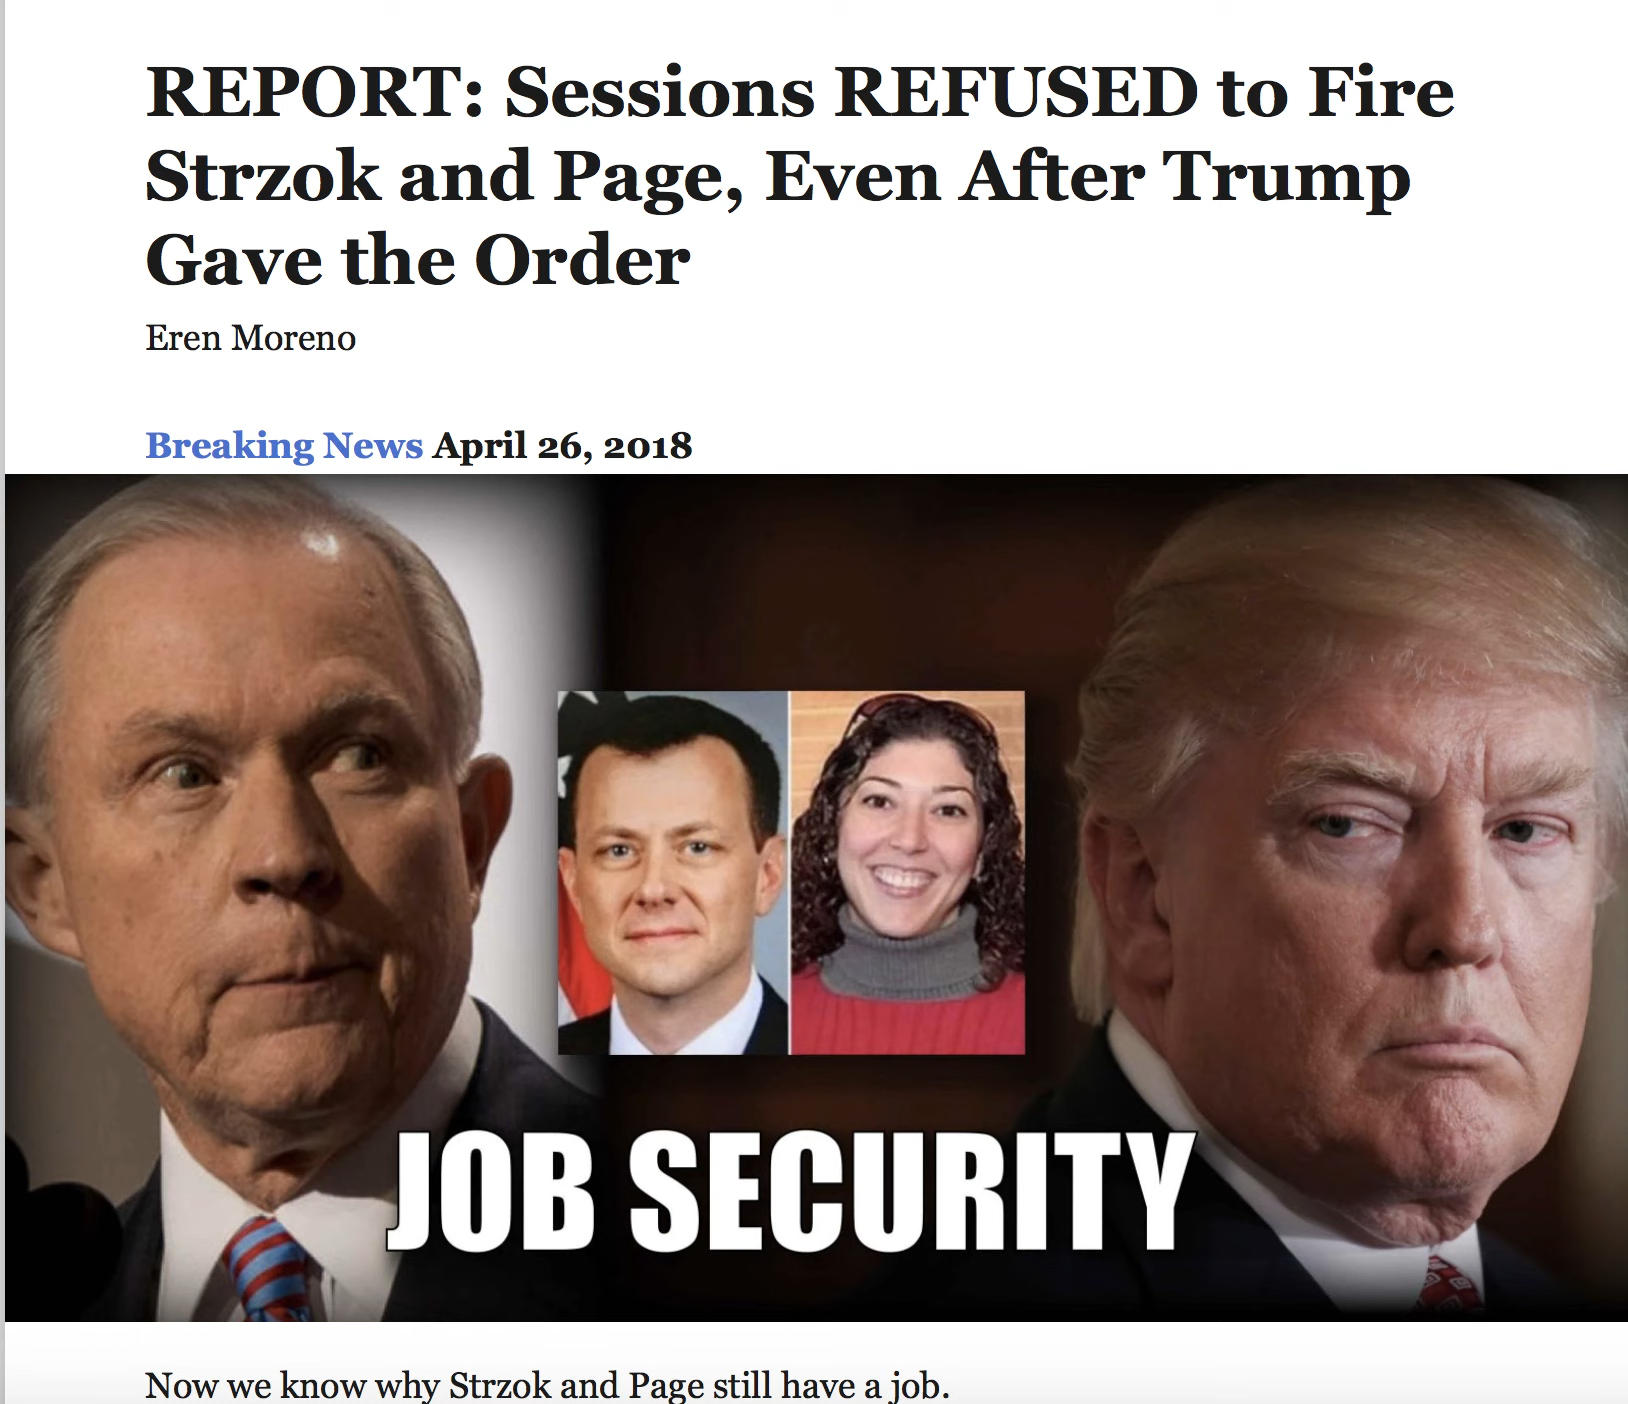 REPORT: Sessions REFUSED to Fire
Strzok and Page, Even After Trump
Gave the Order
Eren Moreno
Breaking News April 26, 2018
JOB SECURITY
Now we know why Strzok and Page still have a job.